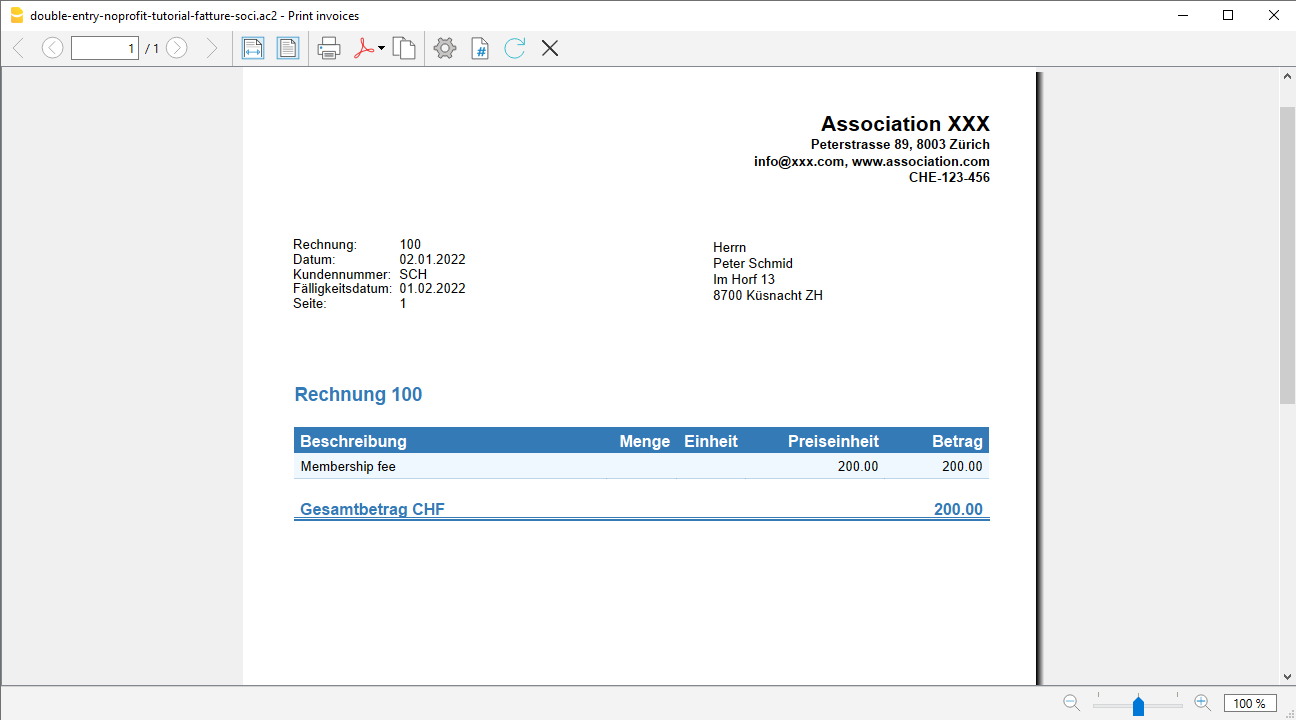 double-entry-noprofit-tutorial-fatture-soci.ac2 - Print invoices
1 / 1
#
Association XXX
Peterstrasse 89, 8003 Zürich
info@xxx.com, www.association.com
CHE-123-456
Rechnung: 100
Datum: 02.01.2022
Kundennummer: SCH
Fälligkeitsdatum: 01.02.2022
Seite: 1
Herrn
Peter Schmid
Im Horf 13
8700 Küsnacht ZH
Rechnung 100
Beschreibung Menge Einheit Preiseinheit Betrag
Membership fee 200.00 200.00
Gesamtbetrag CHF 200.00
100 %